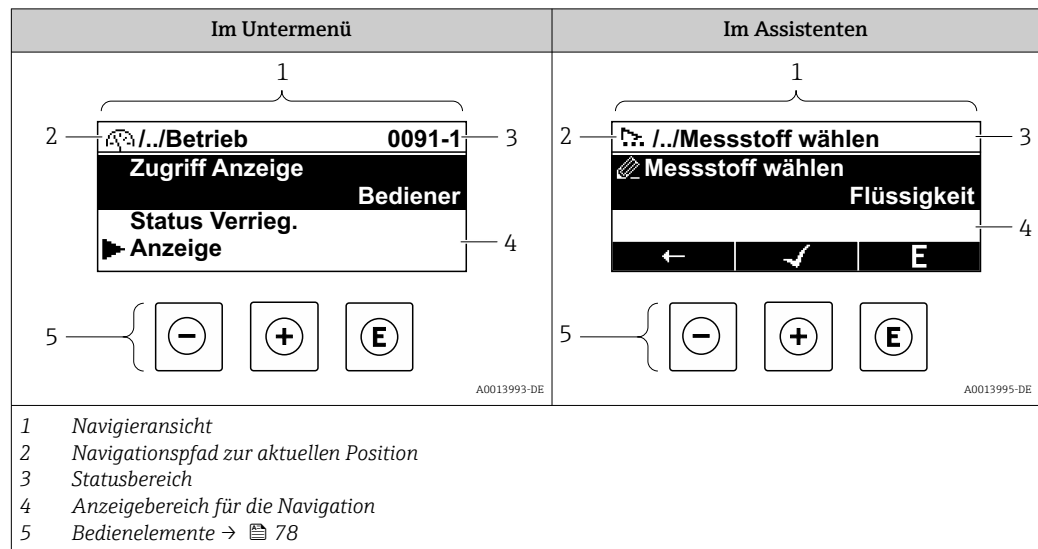 Im Untermenü
1
2
/../Betrieb 0091-1
3
Zugriff Anzeige
Bediener
Status Verrieg.
Anzeige
4
5
− + E
A0013993-DE
Im Assistenten
1
2
/../Messstoff wählen
3
Messstoff wählen
Flüssigkeit
4
← ✓ E
5
− + E
A0013995-DE
1 Navigieransicht
2 Navigationspfad zur aktuellen Position
3 Statusbereich
4 Anzeigebereich für die Navigation
5 Bedienelemente → 78